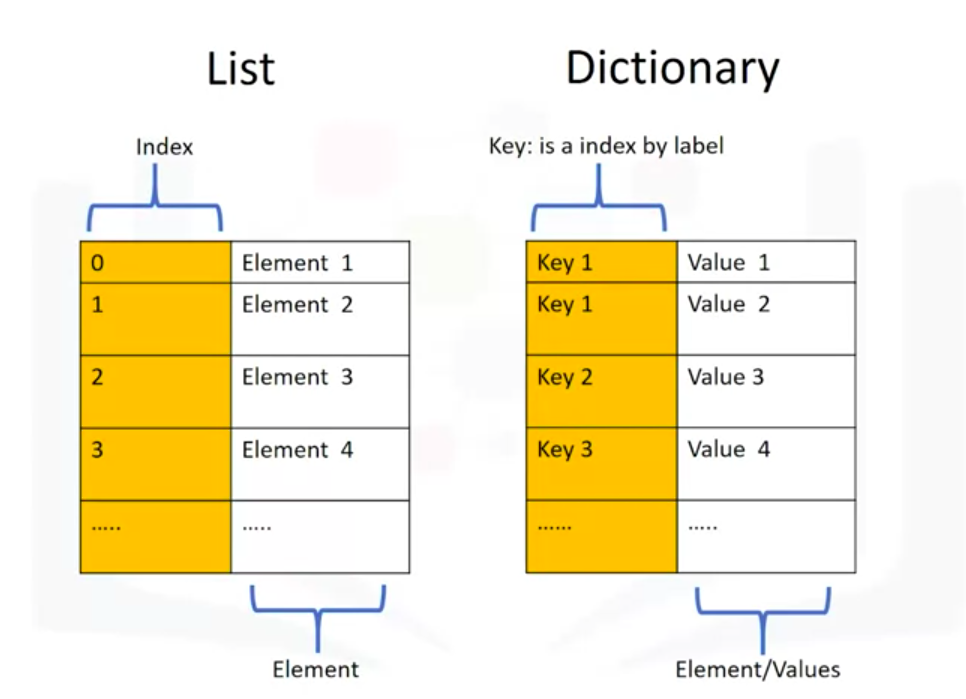 List
Index
0 Element 1
1 Element 2
2 Element 3
3 Element 4
..... .....
Element
Dictionary
Key: is a index by label
Key 1 Value 1
Key 1 Value 2
Key 2 Value 3
Key 3 Value 4
...... .....
Element/Values